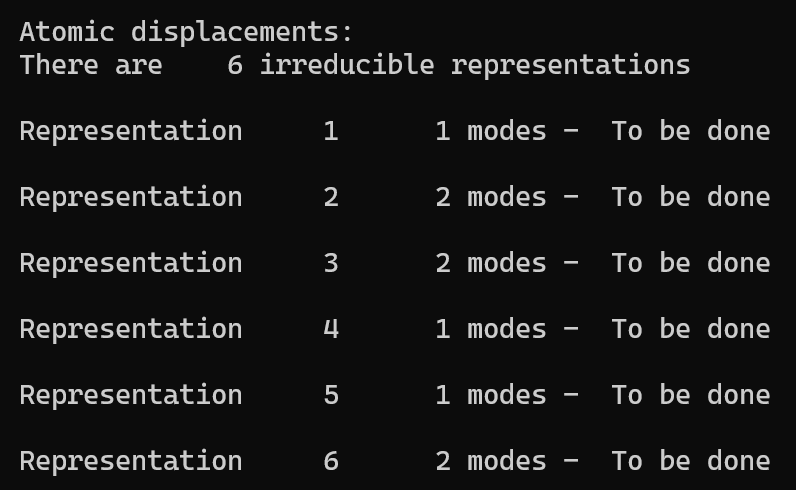 Atomic displacements:
There are    6 irreducible representations
Representation     1      1 modes -  To be done
Representation     2      2 modes -  To be done
Representation     3      2 modes -  To be done
Representation     4      1 modes -  To be done
Representation     5      1 modes -  To be done
Representation     6      2 modes -  To be done